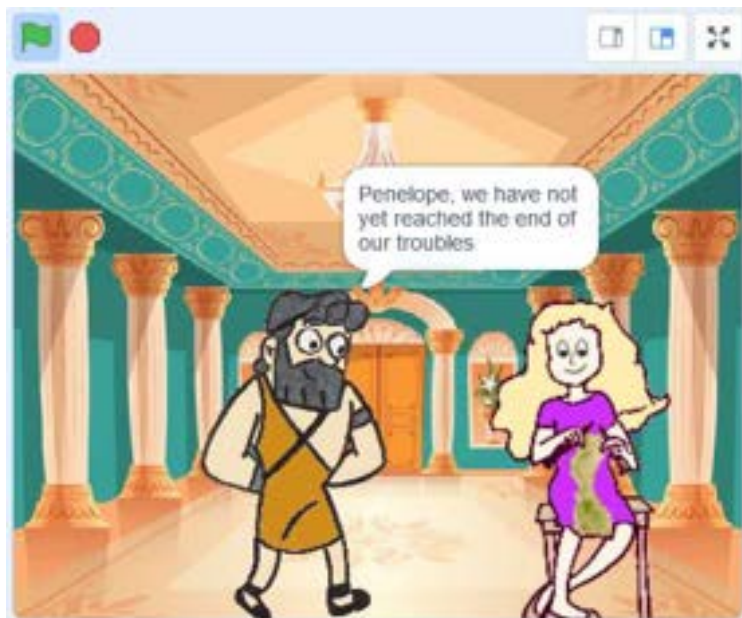 Penelope, we have not
yet reached the end of
our troubles